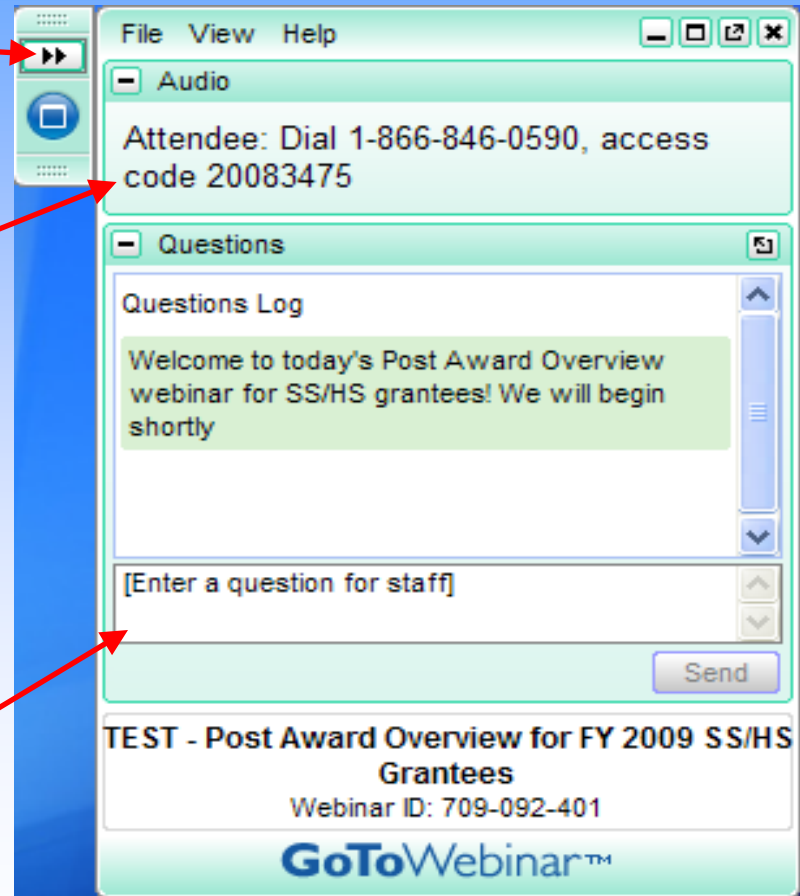 File View Help
Audio
Attendee: Dial 1-866-846-0590, access
code 20083475
Questions
Questions Log
Welcome to today's Post Award Overview
webinar for SS/HS grantees! We will begin
shortly
[Enter a question for staff]
Send
TEST - Post Award Overview for FY 2009 SS/HS
Grantees
Webinar ID: 709-092-401
GoToWebinar™